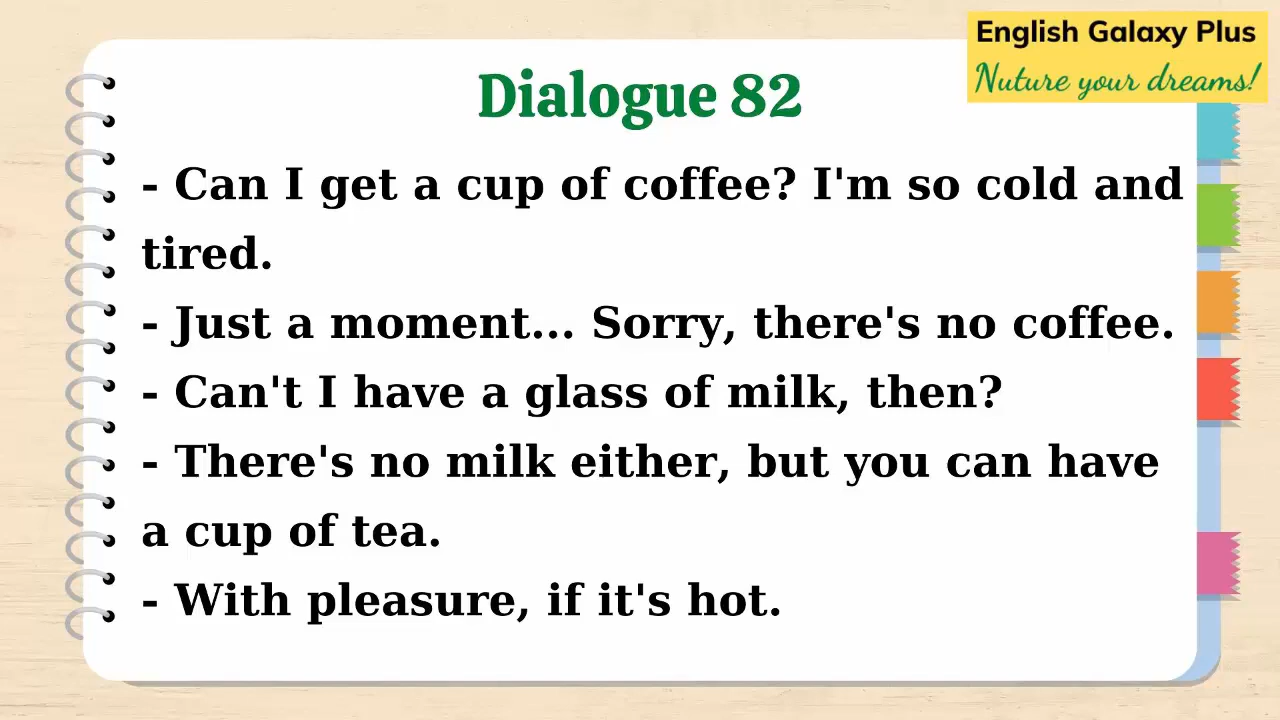 English Galaxy Plus
Nuture your dreams!
Dialogue 82
- Can I get a cup of coffee? I'm so cold and
tired.
- Just a moment... Sorry, there's no coffee.
- Can't I have a glass of milk, then?
- There's no milk either, but you can have
a cup of tea.
- With pleasure, if it's hot.